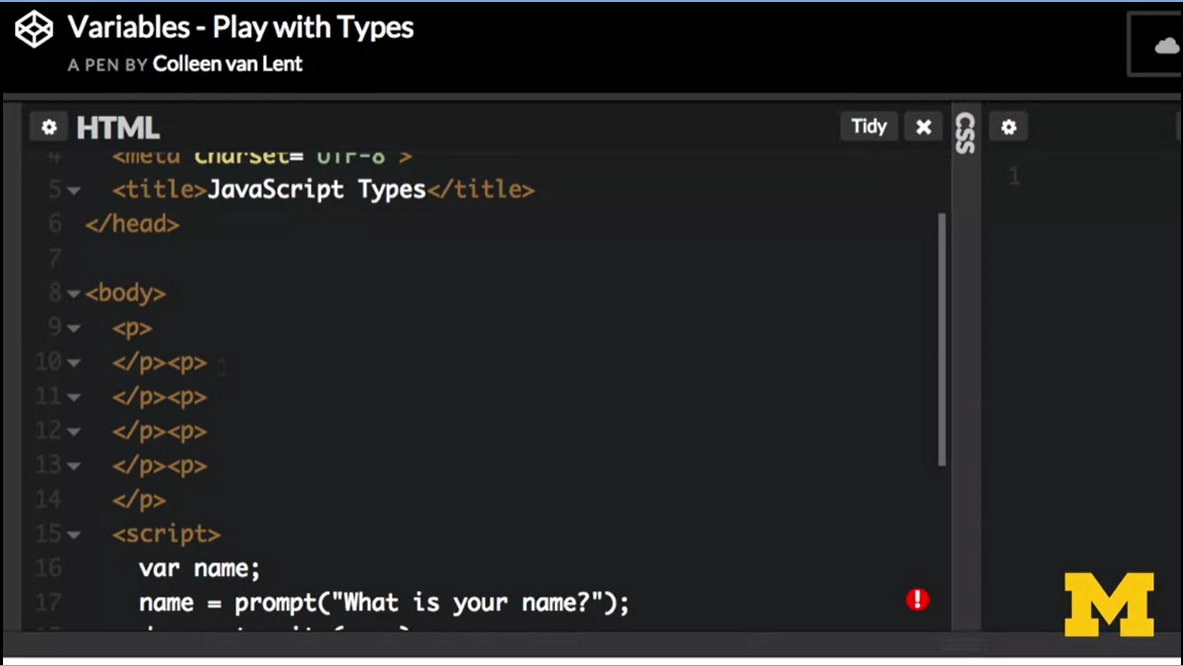 Variables - Play with Types
A PEN BY Colleen van Lent
HTML
Tidy
CSS
4 <meta charset="UTF-8">
5 <title>JavaScript Types</title>
1
6 </head>
7
8 <body>
9 <p>
10 </p><p>
11 </p><p>
12 </p><p>
13 </p><p>
14 </p>
15 <script>
16 var name;
17 name = prompt("What is your name?");
M